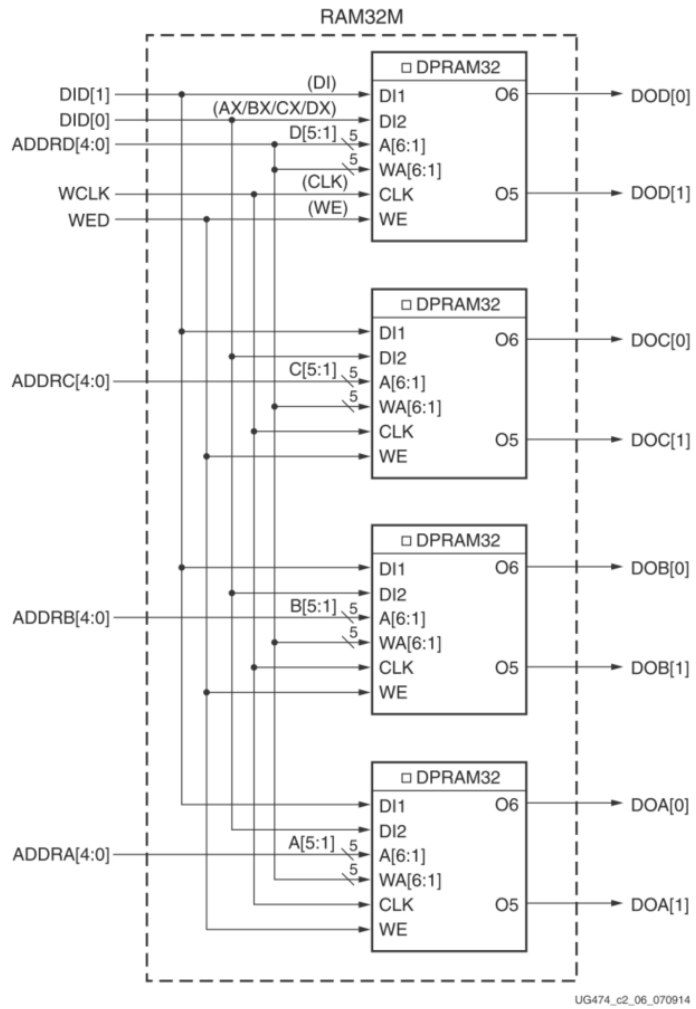 RAM32M
DPRAM32
DID[1] (DI) DI1 O6 DOD[0]
DID[0] (AX/BX/CX/DX) DI2
ADDRD[4:0] D[5:1] 5 A[6:1]
5 WA[6:1]
WCLK (CLK) CLK O5 DOD[1]
WED (WE) WE
DPRAM32
DI1 O6 DOC[0]
DI2
ADDRC[4:0] C[5:1] 5 A[6:1]
5 WA[6:1]
CLK O5 DOC[1]
WE
DPRAM32
DI1 O6 DOB[0]
DI2
ADDRB[4:0] B[5:1] 5 A[6:1]
5 WA[6:1]
CLK O5 DOB[1]
WE
DPRAM32
DI1 O6 DOA[0]
DI2
ADDRA[4:0] A[5:1] 5 A[6:1]
5 WA[6:1]
CLK O5 DOA[1]
WE
UG474_c2_06_070914